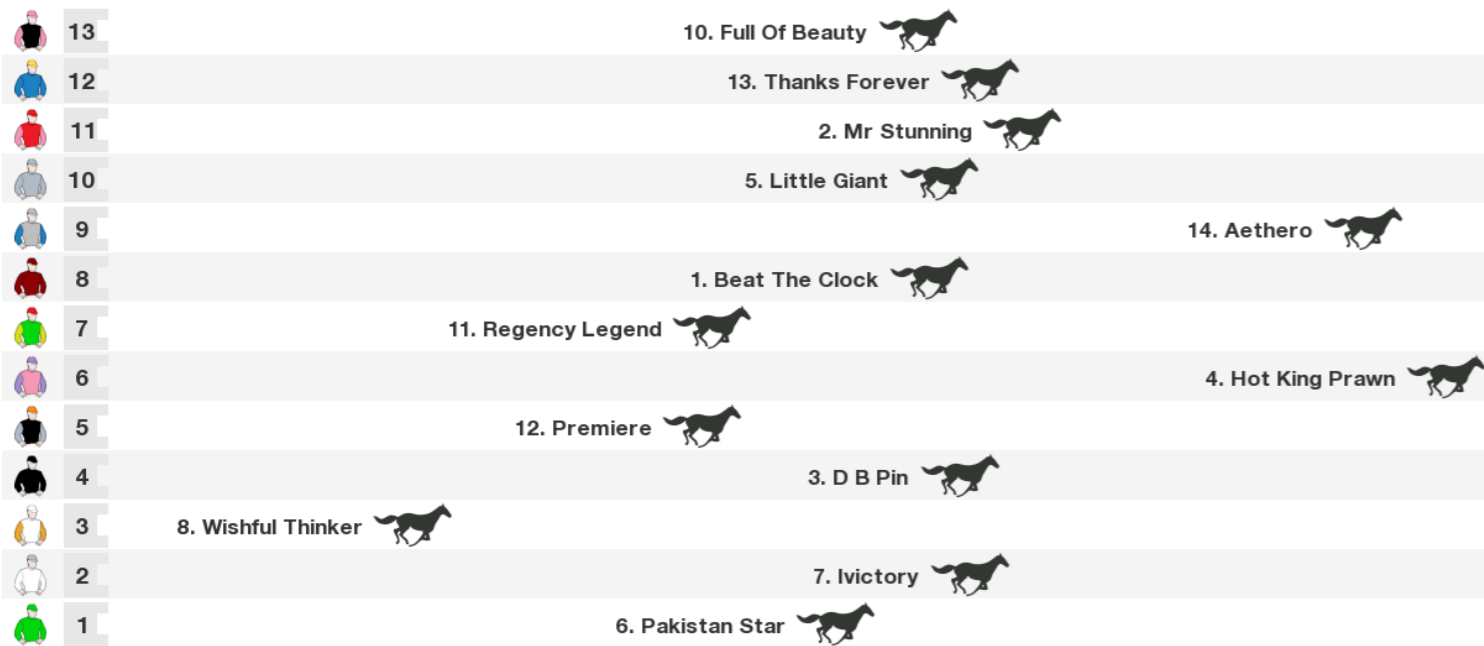 13 10. Full Of Beauty
12 13. Thanks Forever
11 2. Mr Stunning
10 5. Little Giant
9 14. Aethero
8 1. Beat The Clock
7 11. Regency Legend
6 4. Hot King Prawn
5 12. Premiere
4 3. D B Pin
3 8. Wishful Thinker
2 7. Ivictory
1 6. Pakistan Star